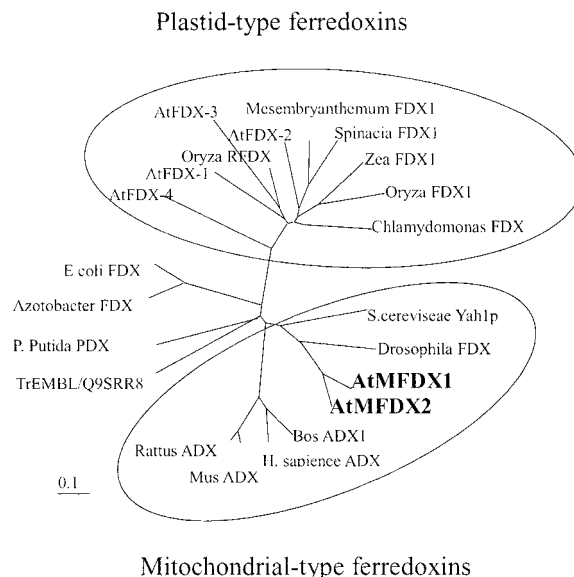 Plastid-type ferredoxins
AtFDX-3
Mesembryanthemum FDX1
AtFDX-2
Spinacia FDX1
Oryza RFDX
Zea FDX1
AtFDX-1
AtFDX-4
Oryza FDX1
Chlamydomonas FDX
E coli FDX
Azotobacter FDX
S.cereviseae Yah1p
P. Putida PDX
Drosophila FDX
TrEMBL/Q9SRR8
AtMFDX1
AtMFDX2
Bos ADX1
Rattus ADX
H. sapience ADX
Mus ADX
0.1
Mitochondrial-type ferredoxins